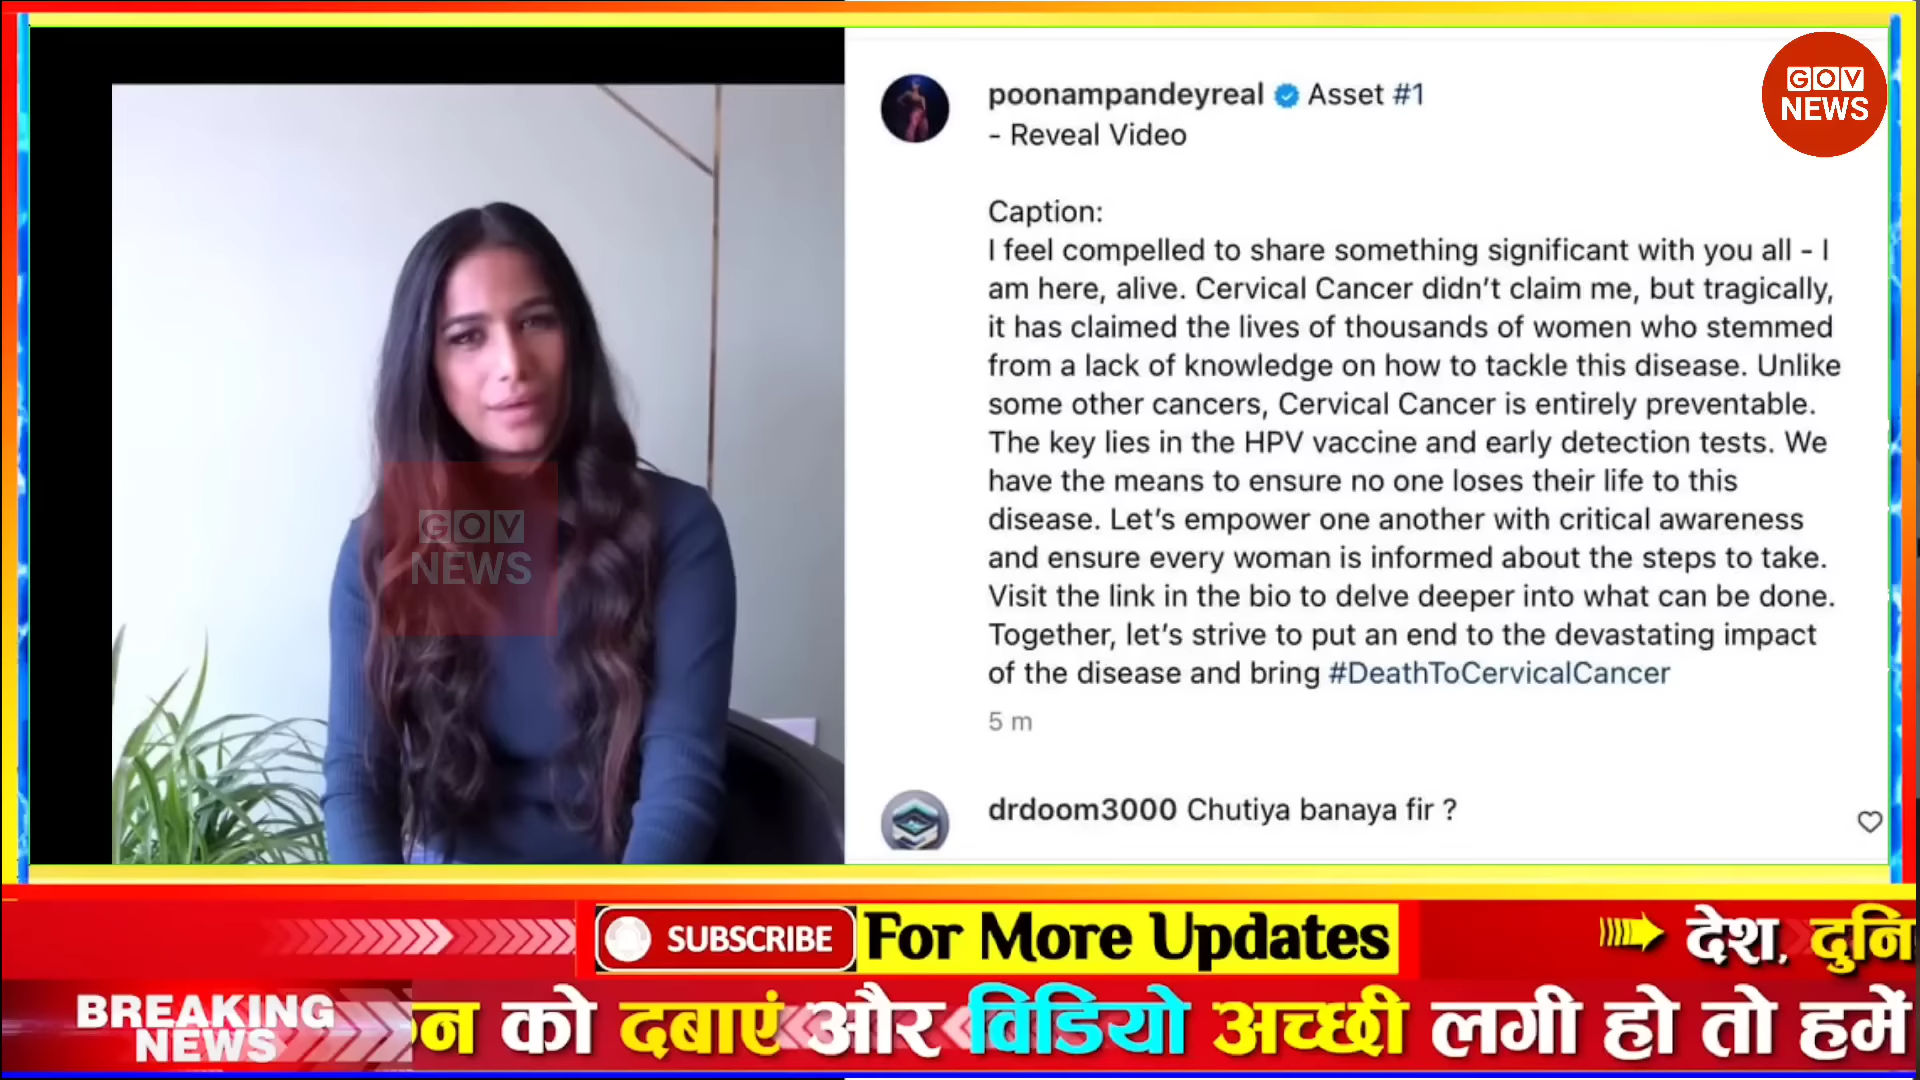 poonampandeyreal Asset #1
- Reveal Video
Caption:
I feel compelled to share something significant with you all - I
am here, alive. Cervical Cancer didn't claim me, but tragically,
it has claimed the lives of thousands of women who stemmed
from a lack of knowledge on how to tackle this disease. Unlike
some other cancers, Cervical Cancer is entirely preventable.
The key lies in the HPV vaccine and early detection tests. We
have the means to ensure no one loses their life to this
disease. Let's empower one another with critical awareness
and ensure every woman is informed about the steps to take.
Visit the link in the bio to delve deeper into what can be done.
Together, let's strive to put an end to the devastating impact
of the disease and bring #DeathToCervicalCancer
5 m
drdoom3000 Chutiya banaya fir ?
GOV
NEWS
GOV
NEWS
SUBSCRIBE For More Updates
देश,
BREAKING
NEWS
को दबाएं और विडियो अच्छी लगी हो तो हमें